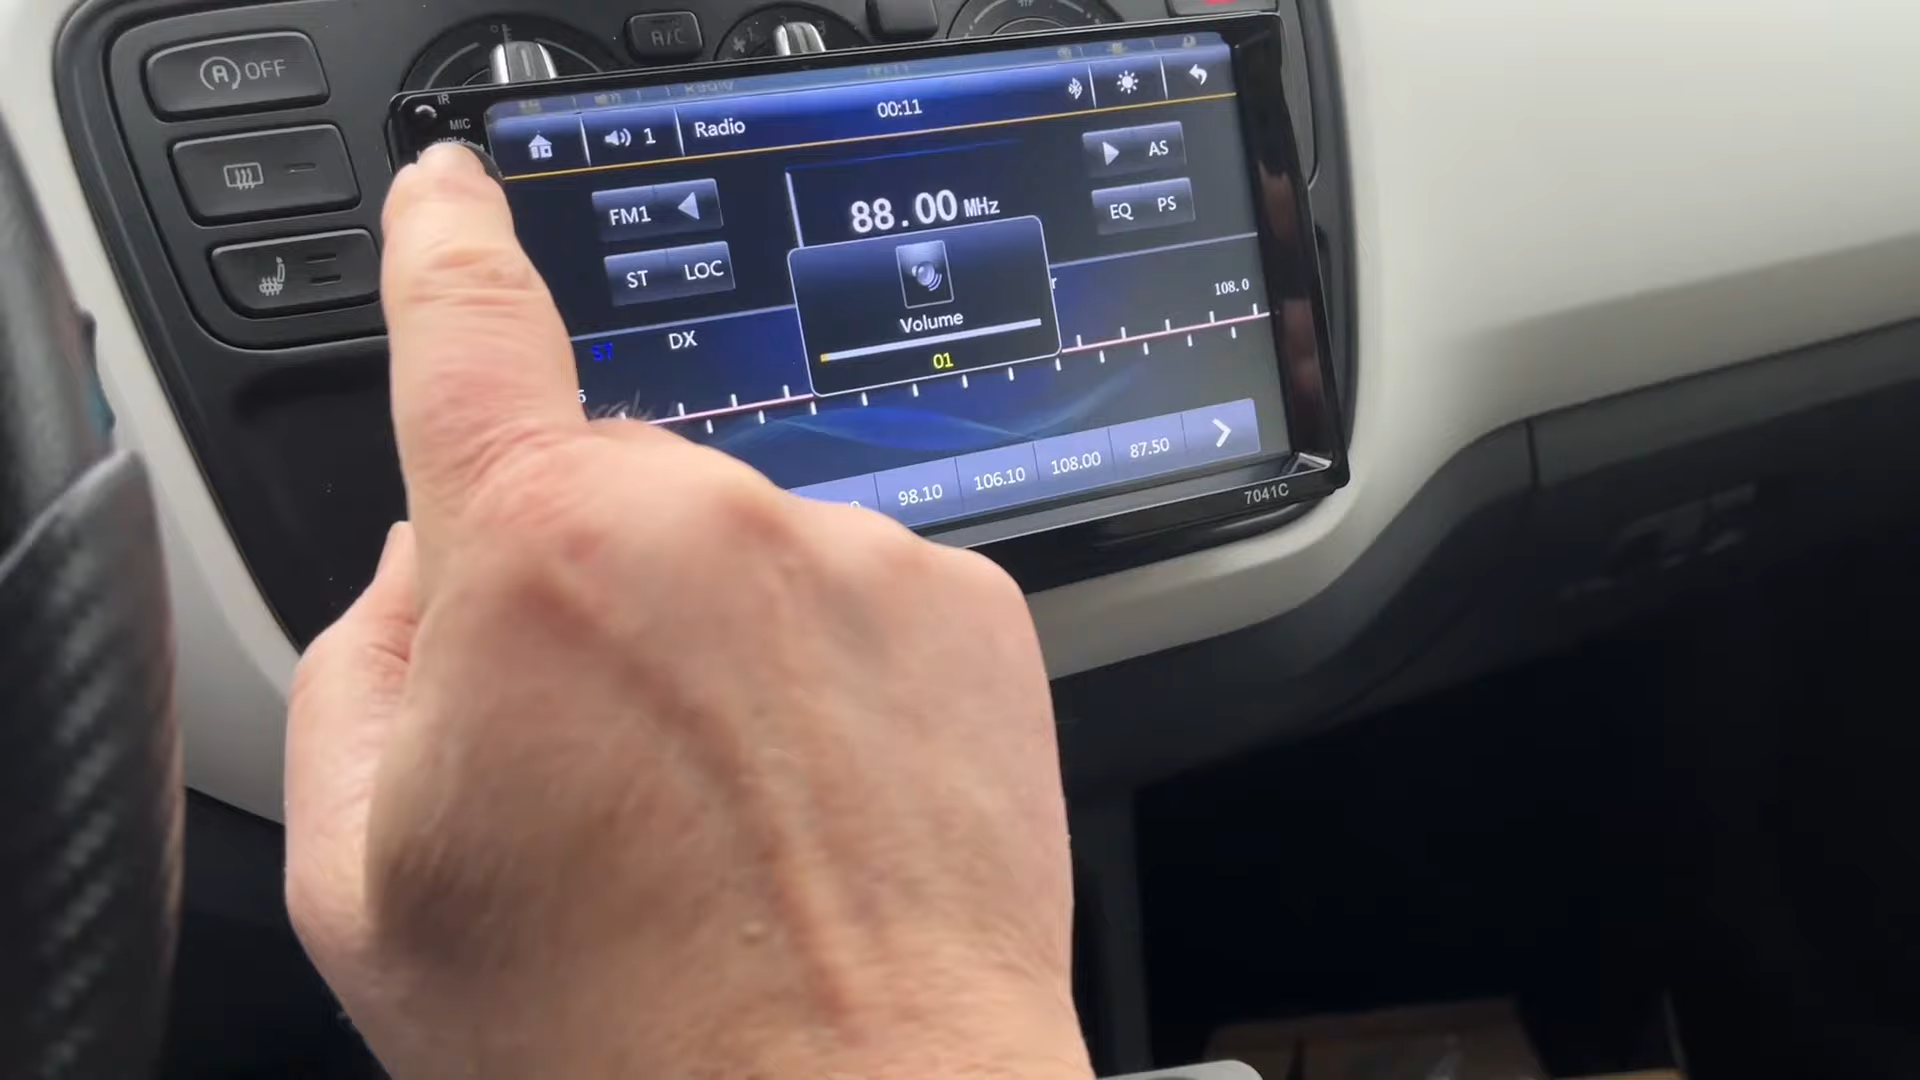 A OFF
A/C
IR
MIC
1
Radio
00:11
FM1
88.00 MHz
AS
ST LOC
EQ PS
Volume
01
ST
DX
108.0
98.10
106.10
108.00
87.50
7041C